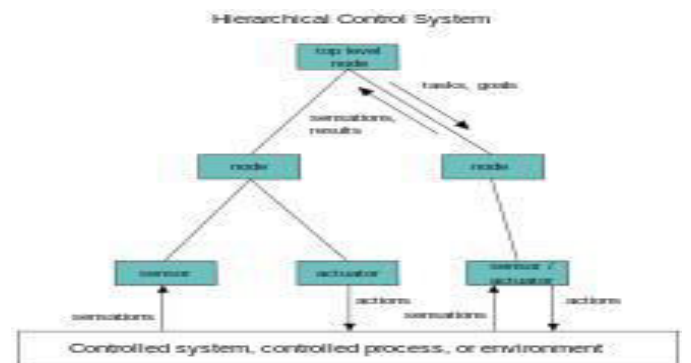 Hierarchical Control System
top level
node
tasks, goals
sensations,
results
node
node
sensor
actuator
sensor /
actuator
sensations
actions
sensations
actions
Controlled system, controlled process, or environment